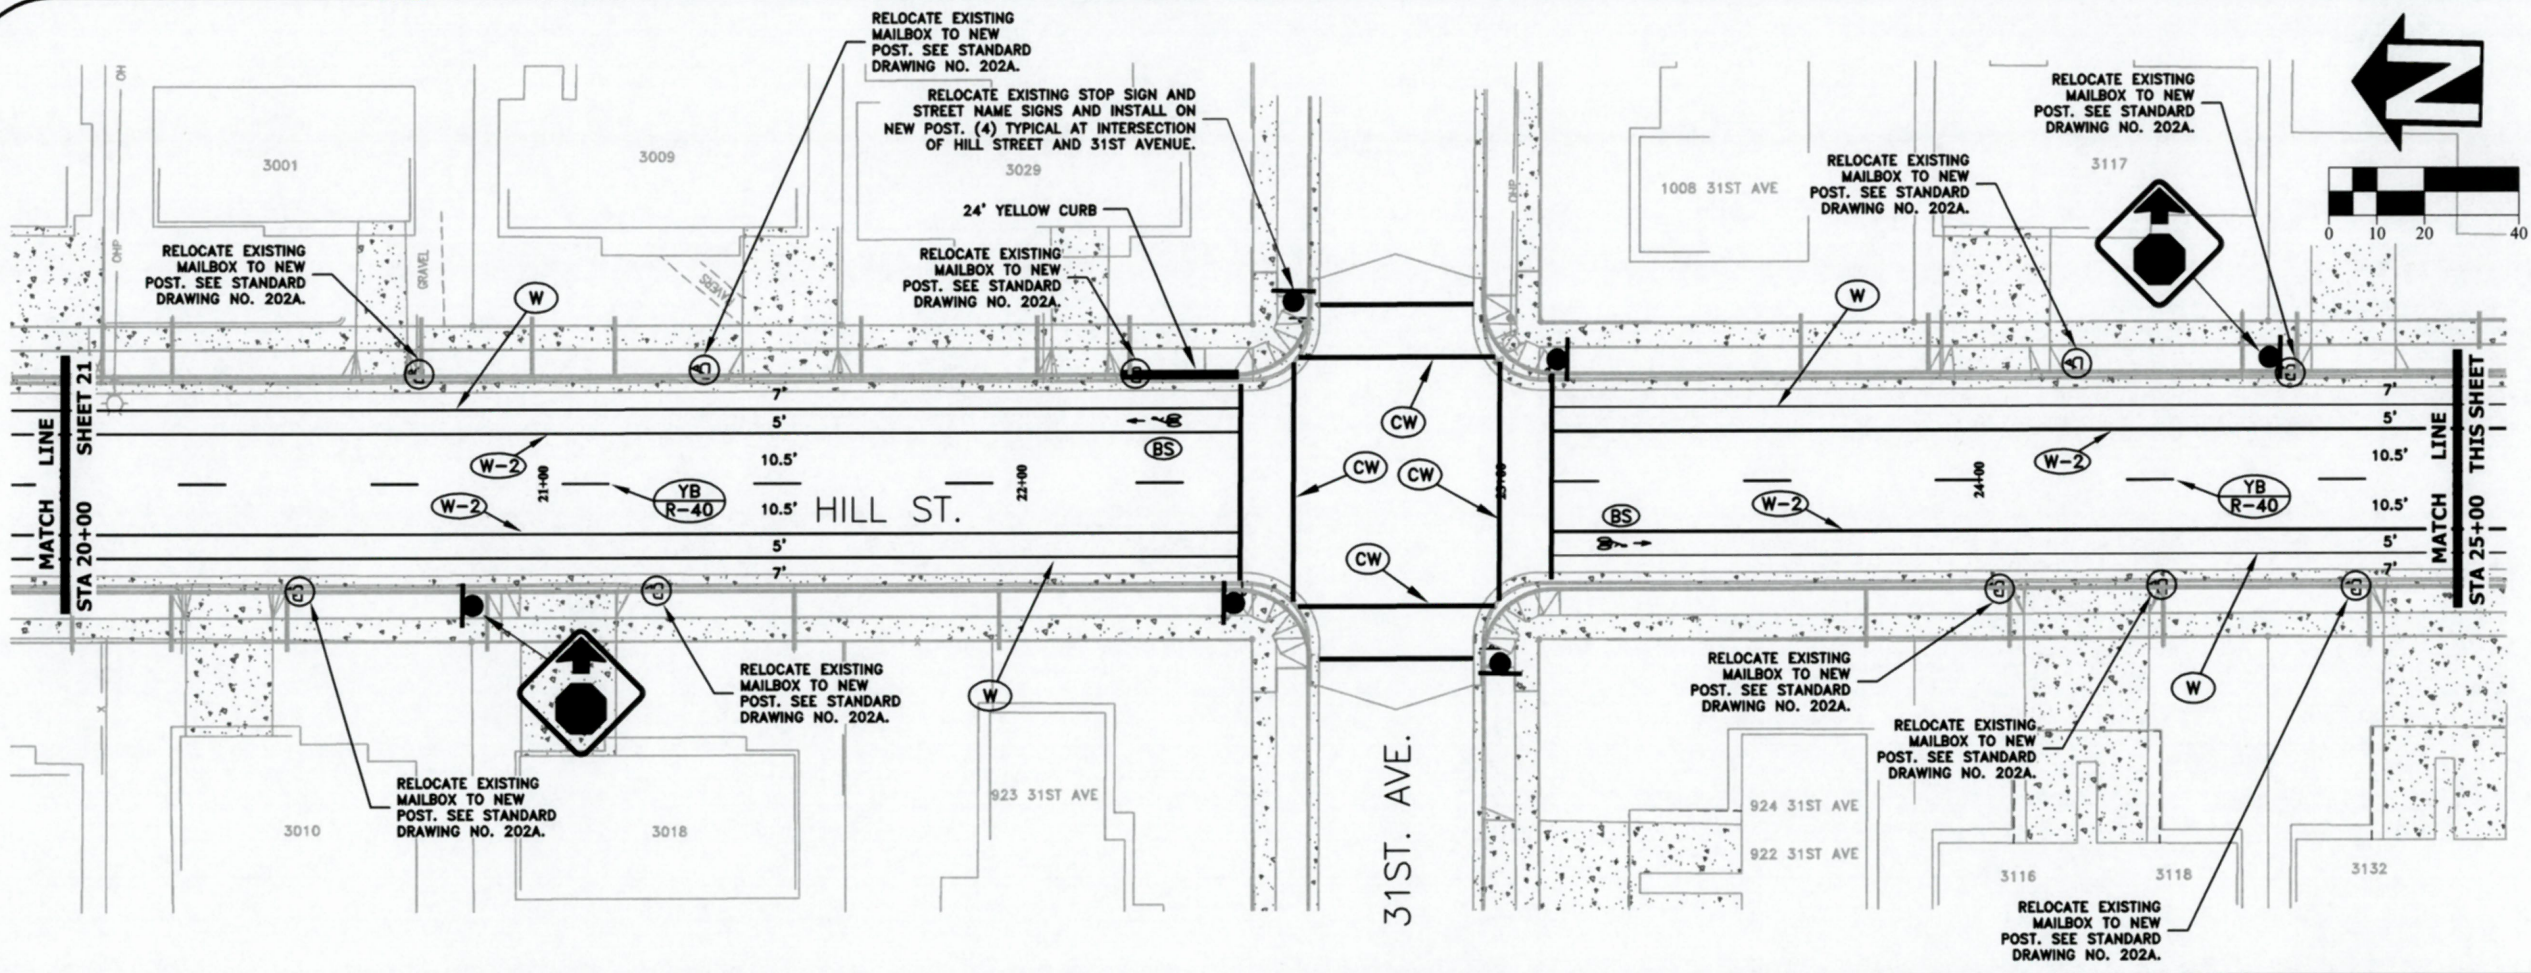 RELOCATE EXISTING
MAILBOX TO NEW
POST. SEE STANDARD
DRAWING NO. 202A.
RELOCATE EXISTING STOP SIGN AND
STREET NAME SIGNS AND INSTALL ON
NEW POST. (4) TYPICAL AT INTERSECTION
OF HILL STREET AND 31ST AVENUE.
24' YELLOW CURB
RELOCATE EXISTING
MAILBOX TO NEW
POST. SEE STANDARD
DRAWING NO. 202A.
RELOCATE EXISTING
MAILBOX TO NEW
POST. SEE STANDARD
DRAWING NO. 202A.
RELOCATE EXISTING
MAILBOX TO NEW
POST. SEE STANDARD
DRAWING NO. 202A.
RELOCATE EXISTING
MAILBOX TO NEW
POST. SEE STANDARD
DRAWING NO. 202A.
N
0 10 20 40
OH
OHP
3001
GRAVEL
3009
PAVERS
3029
OHP
1008 31ST AVE
3117
W
W
MATCH LINE
STA 20+00 SHEET 21
7'
5'
10.5'
10.5'
5'
7'
W-2
W-2
21+00
YB
R-40
HILL ST.
22+00
BS
CW
CW
CW
CW
23+00
BS
W-2
W-2
24+00
YB
R-40
7'
5'
10.5'
10.5'
5'
7'
MATCH LINE
STA 25+00 THIS SHEET
W
W
RELOCATE EXISTING
MAILBOX TO NEW
POST. SEE STANDARD
DRAWING NO. 202A.
RELOCATE EXISTING
MAILBOX TO NEW
POST. SEE STANDARD
DRAWING NO. 202A.
RELOCATE EXISTING
MAILBOX TO NEW
POST. SEE STANDARD
DRAWING NO. 202A.
RELOCATE EXISTING
MAILBOX TO NEW
POST. SEE STANDARD
DRAWING NO. 202A.
RELOCATE EXISTING
MAILBOX TO NEW
POST. SEE STANDARD
DRAWING NO. 202A.
3010
3018
923 31ST AVE
31ST. AVE.
924 31ST AVE
922 31ST AVE
3116
3118
3132